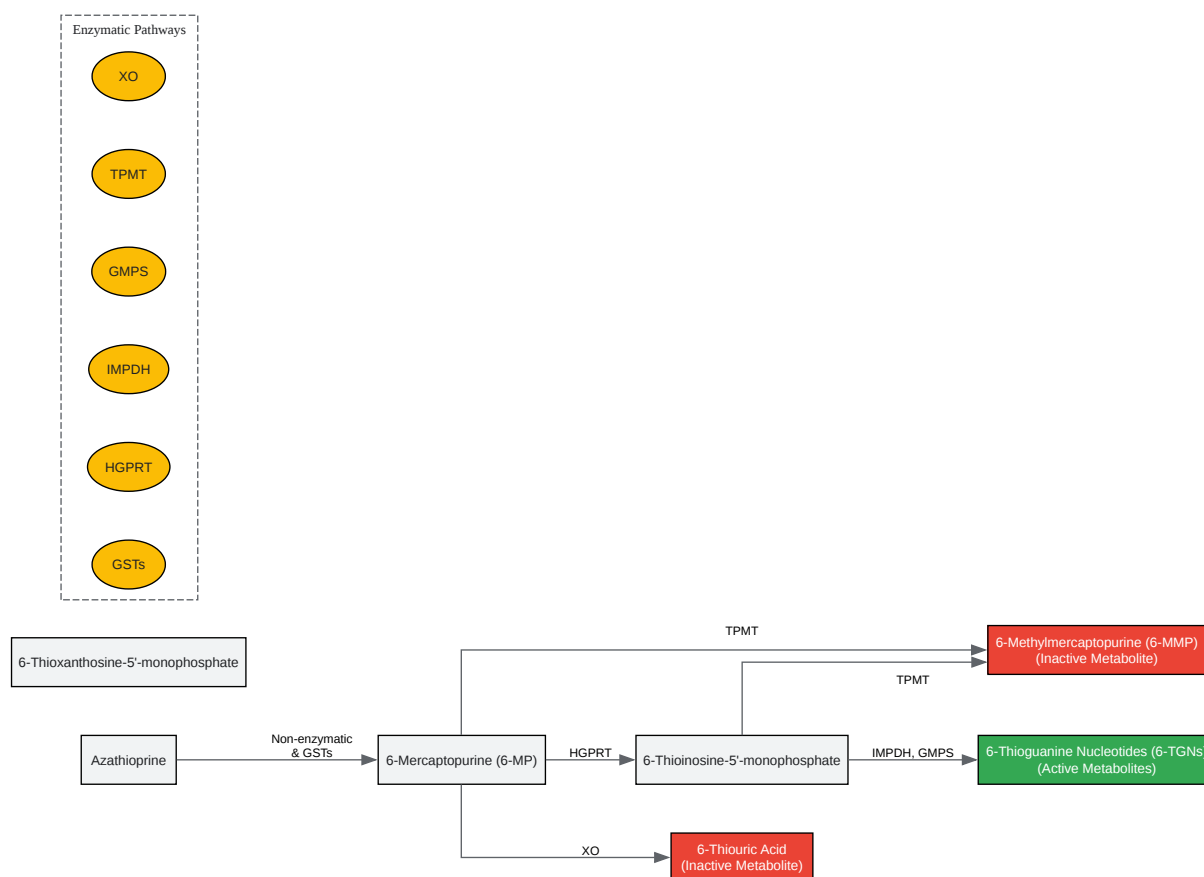 Enzymatic Pathways
XO
TPMT
GMPS
IMPDH
HGPRT
GSTs
6-Thioxanthosine-5'-monophosphate
TPMT
6-Methylmercaptopurine (6-MMP)
(Inactive Metabolite)
TPMT
Azathioprine
Non-enzymatic
& GSTs
6-Mercaptopurine (6-MP)
HGPRT
6-Thioinosine-5'-monophosphate
IMPDH, GMPS
6-Thioguanine Nucleotides (6-TGNs)
(Active Metabolites)
XO
6-Thiouric Acid
(Inactive Metabolite)